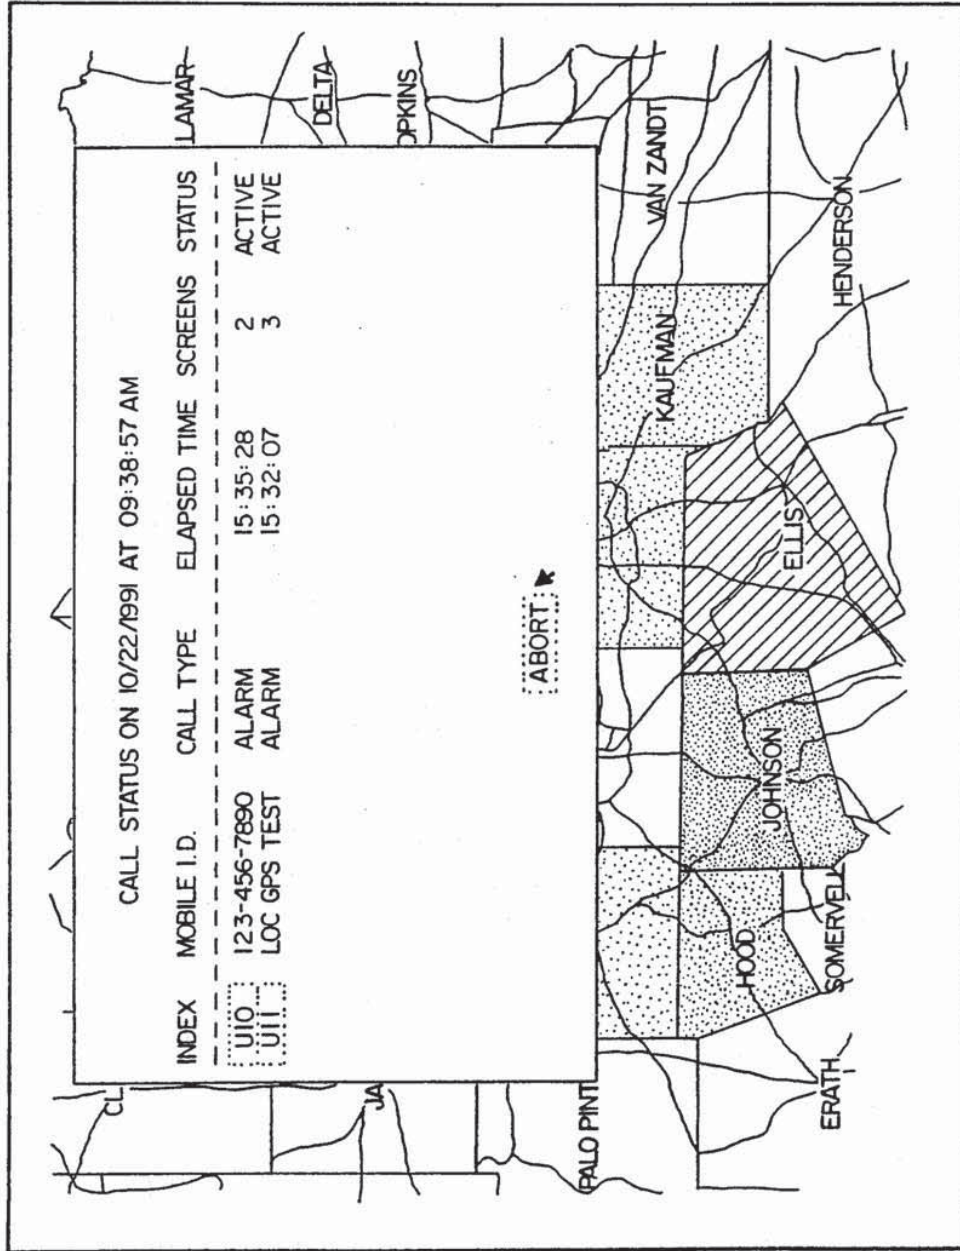 CALL STATUS ON 10/22/1991 AT 09:38:57 AM
INDEX MOBILE I.D. CALL TYPE ELAPSED TIME SCREENS STATUS
U10 123-456-7890 ALARM 15:35:28 2 ACTIVE
U11 LOC GPS TEST ALARM 15:32:07 3 ACTIVE
ABORT
CL
LAMAR
JA
DELTA
OPKINS
PALO PINT
VAN ZANDT
KAUFMAN
HOOD
JOHNSON
ELLIS
ERATH
SOMERVELL
HENDERSON